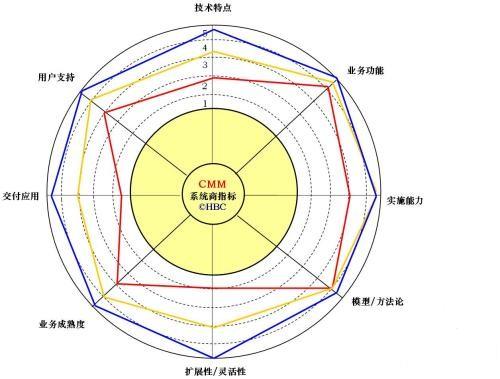 技术特点
5
4
3
2
1
业务功能
用户支持
CMM
系统商指标
©HBC
交付应用
实施能力
模型/方法论
业务成熟度
扩展性/灵活性